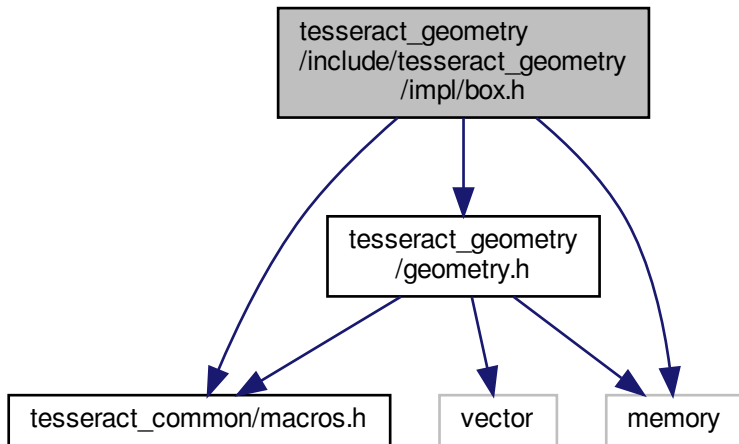 tesseract_geometry
/include/tesseract_geometry
/impl/box.h
tesseract_geometry
/geometry.h
tesseract_common/macros.h
vector
memory